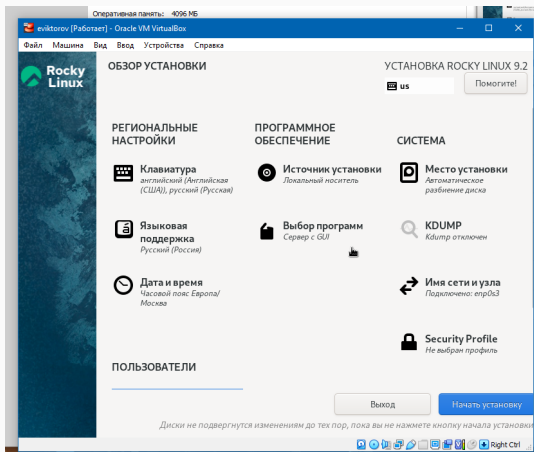 Оперативная память: 4096 МБ
eviktorov [Работает] - Oracle VM VirtualBox
Файл Машина Вид Ввод Устройства Справка
Rocky
Linux
ОБЗОР УСТАНОВКИ
УСТАНОВКА ROCKY LINUX 9.2
us
Помогите!
РЕГИОНАЛЬНЫЕ
НАСТРОЙКИ
Клавиатура
английский (Английская
(США)), русский (Русская)
Языковая
поддержка
Русский (Россия)
Дата и время
Часовой пояс Европа/
Москва
ПРОГРАММНОЕ
ОБЕСПЕЧЕНИЕ
Источник установки
Локальный носитель
Выбор программ
Сервер с GUI
СИСТЕМА
Место установки
Автоматическое
разбиение диска
KDUMP
Kdump отключен
Имя сети и узла
Подключено: enp0s3
Security Profile
Не выбран профиль
ПОЛЬЗОВАТЕЛИ
Выход
Начать установку
Диски не подвергнутся изменениям до тех пор, пока вы не нажмете кнопку начала установки
Right Ctrl